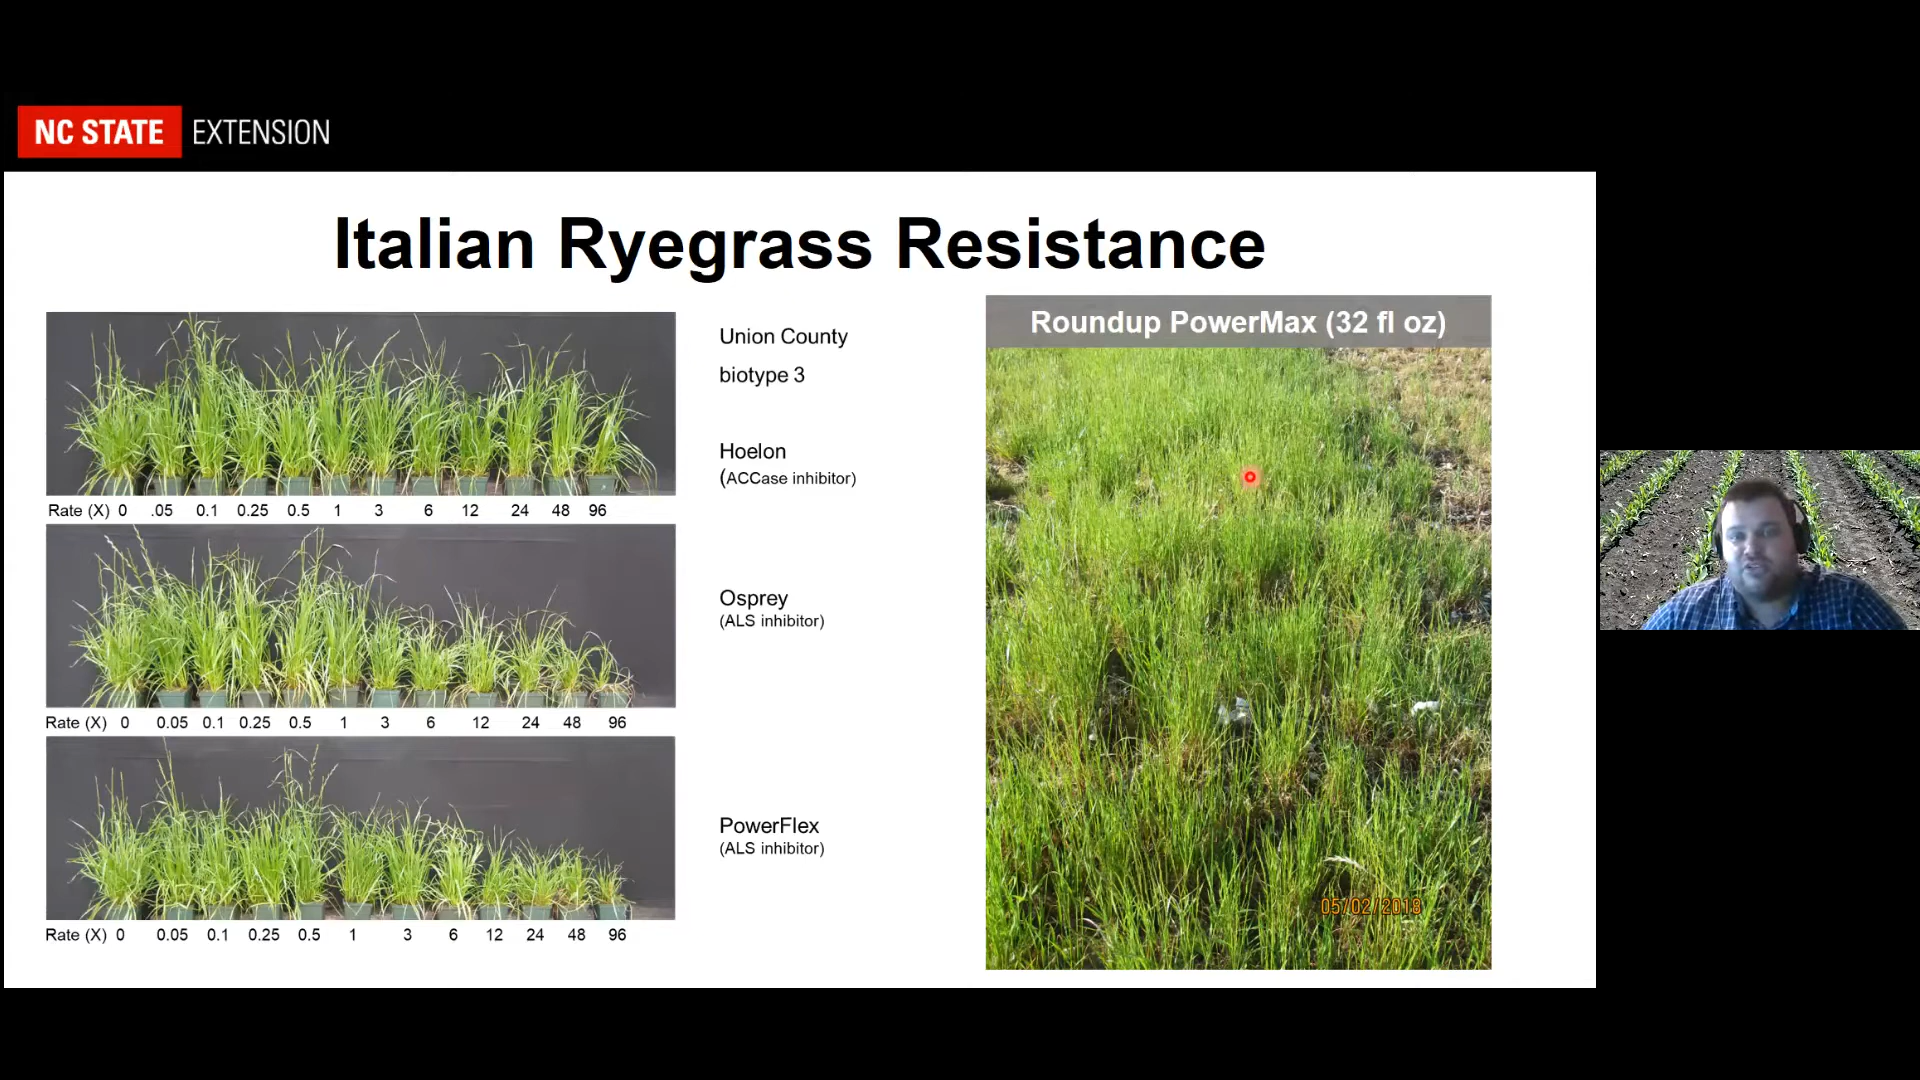 NC STATE EXTENSION
Italian Ryegrass Resistance
Union County
biotype 3
Hoelon
(ACCase inhibitor)
Rate (X) 0 .05 0.1 0.25 0.5 1 3 6 12 24 48 96
Osprey
(ALS inhibitor)
Rate (X) 0 0.05 0.1 0.25 0.5 1 3 6 12 24 48 96
PowerFlex
(ALS inhibitor)
Rate (X) 0 0.05 0.1 0.25 0.5 1 3 6 12 24 48 96
Roundup PowerMax (32 fl oz)
05/02/2018